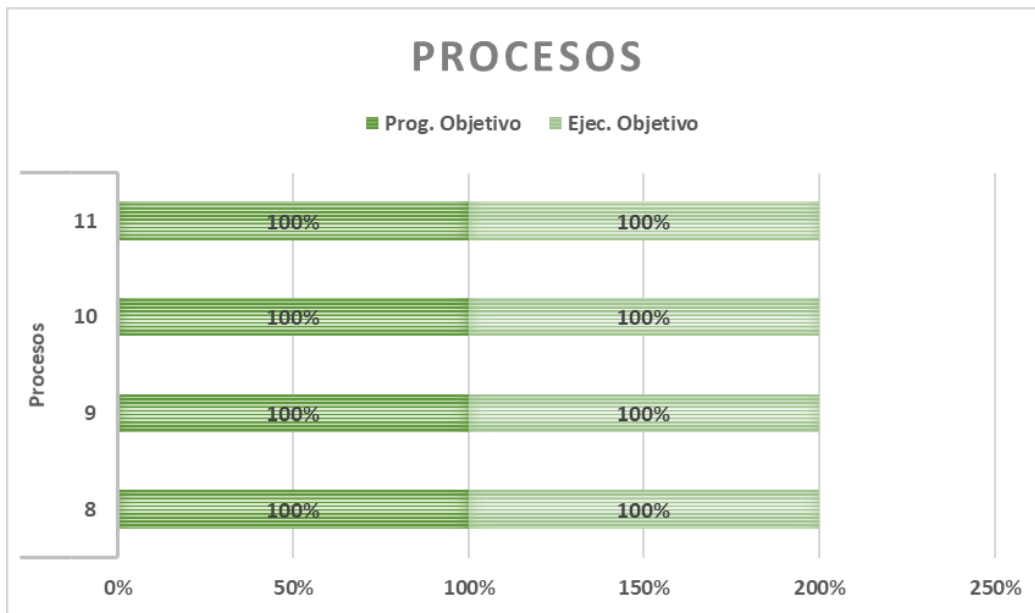 PROCESOS
Prog. Objetivo Ejec. Objetivo
11 100% 100%
10 100% 100%
Procesos
9 100% 100%
8 100% 100%
0% 50% 100% 150% 200% 250%